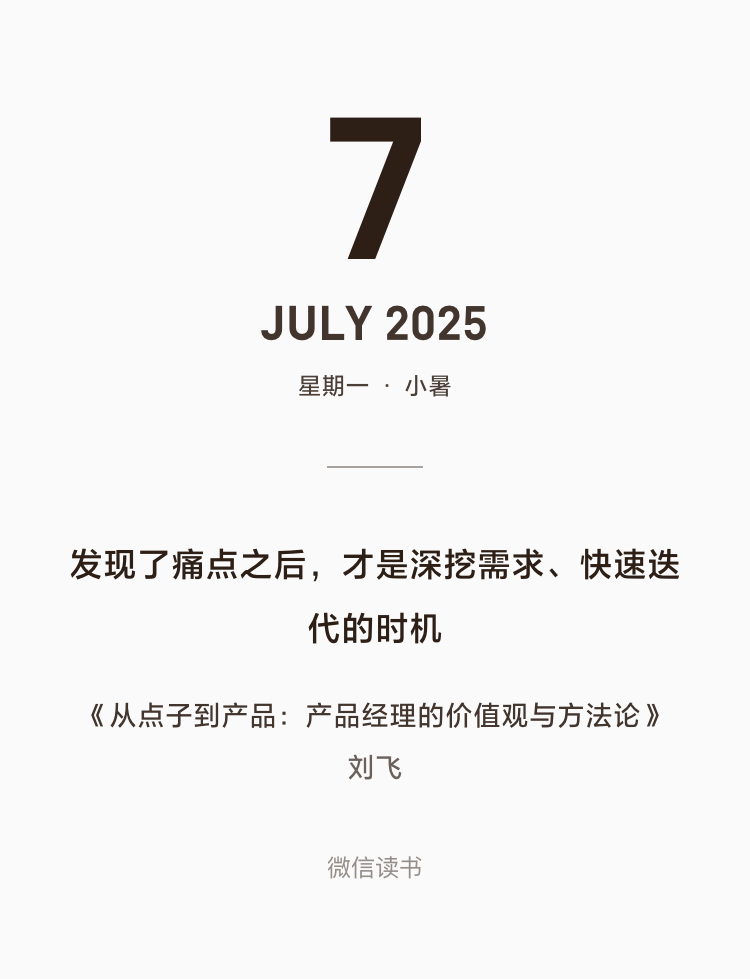 7
JULY 2025
星期一 · 小暑
发现了痛点之后，才是深挖需求、快速迭
代的时机
《从点子到产品：产品经理的价值观与方法论》
刘飞
微信读书